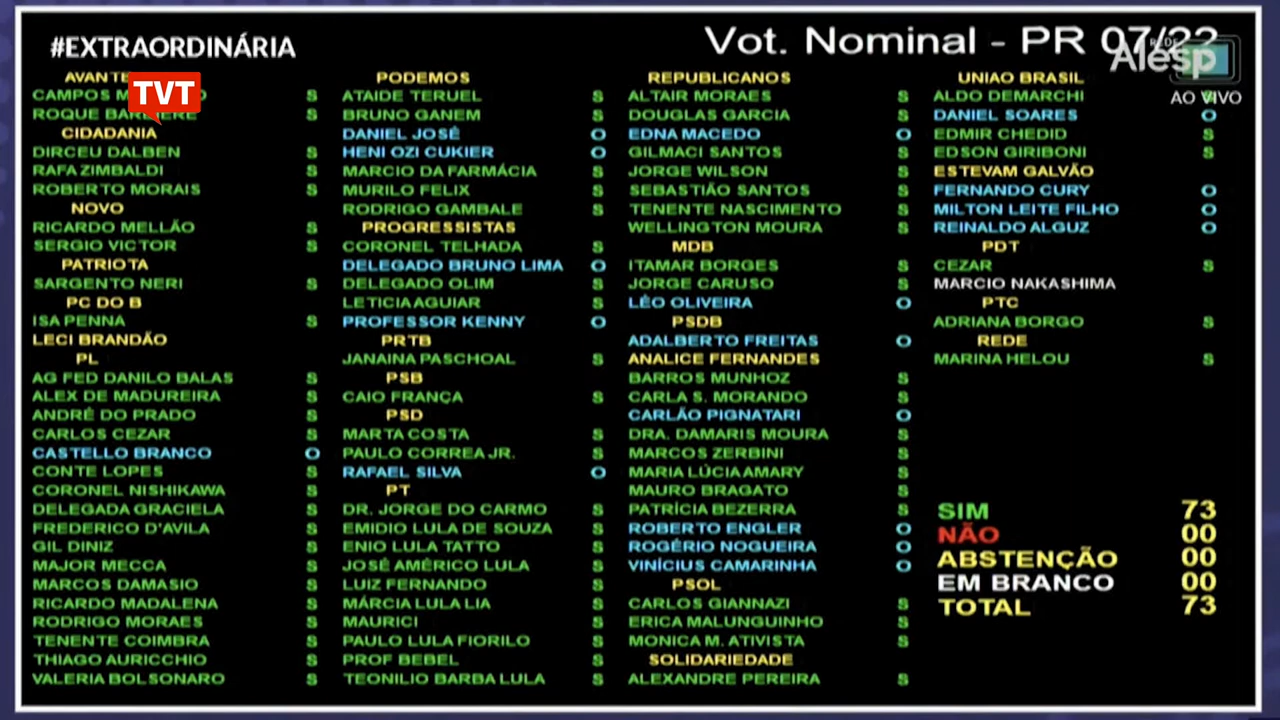 #EXTRAORDINÁRIA
Vot. Nominal - PR 07/22
REDE
Alesp
AO VIVO
TVT
AVANTE
CAMPOS S
ROQUE S
CIDADANIA
DIRCEU DALBEN S
RAFA ZIMBALDI S
ROBERTO MORAIS S
NOVO
RICARDO MELLÃO S
SERGIO VICTOR S
PATRIOTA
SARGENTO NERI S
PC DO B
ISA PENNA S
LECI BRANDÃO
PL
AG FED DANILO BALAS S
ALEX DE MADUREIRA S
ANDRÉ DO PRADO S
CARLOS CEZAR S
CASTELLO BRANCO O
CONTE LOPES S
CORONEL NISHIKAWA S
DELEGADA GRACIELA S
FREDERICO D'AVILA S
GIL DINIZ S
MAJOR MECCA S
MARCOS DAMASIO S
RICARDO MADALENA S
RODRIGO MORAES S
TENENTE COIMBRA S
THIAGO AURICCHIO S
VALERIA BOLSONARO S
PODEMOS
ATAIDE TERUEL S
BRUNO GANEM S
DANIEL JOSÉ O
HENI OZI CUKIER O
MARCIO DA FARMÁCIA S
MURILO FELIX S
RODRIGO GAMBALE S
PROGRESSISTAS
CORONEL TELHADA S
DELEGADO BRUNO LIMA O
DELEGADO OLIM S
LETICIA AGUIAR S
PROFESSOR KENNY O
PRTB
JANAINA PASCHOAL S
PSB
CAIO FRANÇA S
PSD
MARTA COSTA S
PAULO CORREA JR. S
RAFAEL SILVA O
PT
DR. JORGE DO CARMO S
EMIDIO LULA DE SOUZA S
ENIO LULA TATTO S
JOSÉ AMÉRICO LULA S
LUIZ FERNANDO S
MÁRCIA LULA LIA S
MAURICI S
PAULO LULA FIORILO S
PROF BEBEL S
TEONILIO BARBA LULA S
REPUBLICANOS
ALTAIR MORAES S
DOUGLAS GARCIA S
EDNA MACEDO O
GILMACI SANTOS S
JORGE WILSON S
SEBASTIÃO SANTOS S
TENENTE NASCIMENTO S
WELLINGTON MOURA S
MDB
ITAMAR BORGES S
JORGE CARUSO S
LÉO OLIVEIRA O
PSDB
ADALBERTO FREITAS O
ANALICE FERNANDES
BARROS MUNHOZ S
CARLA S. MORANDO S
CARLÃO PIGNATARI O
DRA. DAMARIS MOURA S
MARCOS ZERBINI S
MARIA LÚCIA AMARY S
MAURO BRAGATO S
PATRÍCIA BEZERRA S
ROBERTO ENGLER O
ROGÉRIO NOGUEIRA O
VINÍCIUS CAMARINHA O
PSOL
CARLOS GIANNAZI S
ERICA MALUNGUINHO S
MONICA M. ATIVISTA S
SOLIDARIEDADE
ALEXANDRE PEREIRA S
UNIAO BRASIL
ALDO DEMARCHI S
DANIEL SOARES O
EDMIR CHEDID S
EDSON GIRIBONI S
ESTEVAM GALVÃO
FERNANDO CURY O
MILTON LEITE FILHO O
REINALDO ALGUZ O
PDT
CEZAR S
MARCIO NAKASHIMA
PTC
ADRIANA BORGO S
REDE
MARINA HELOU S
SIM 73
NÃO 00
ABSTENÇÃO 00
EM BRANCO 00
TOTAL 73